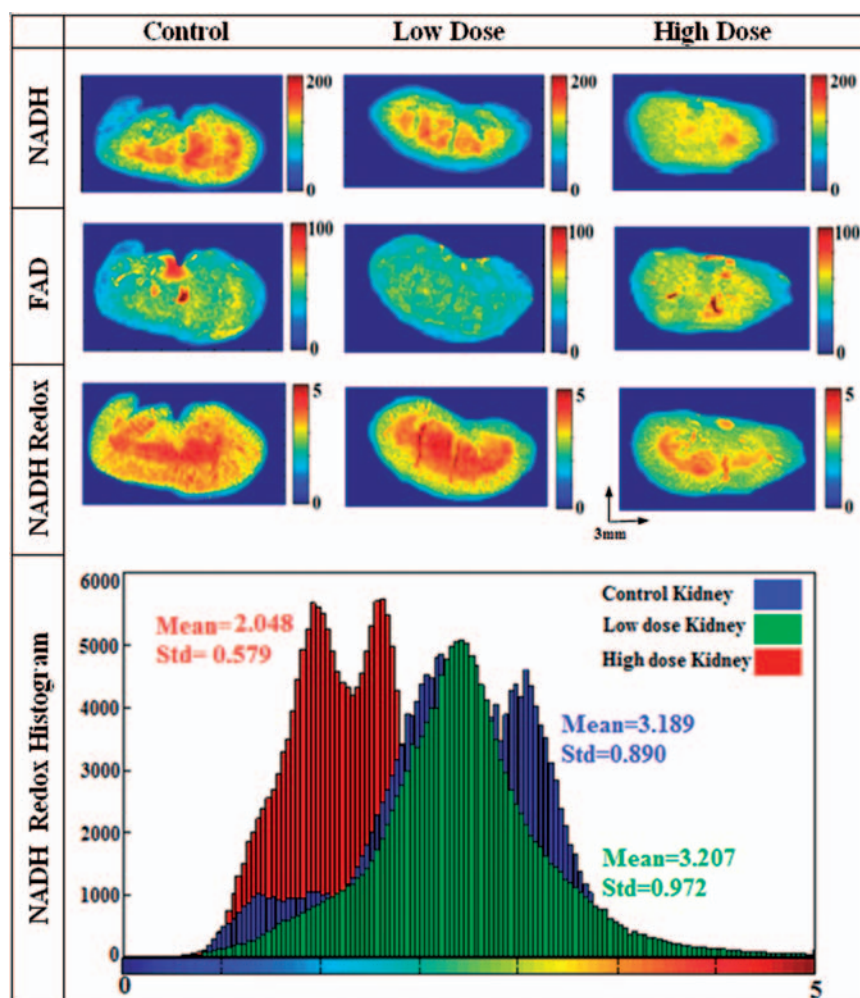 Control Low Dose High Dose
NADH
200 200 200
0 0 0
FAD
100 100 100
0 0 0
NADH Redox
5 5 5
0 0 0
3mm
NADH Redox Histogram
6000
5000
4000
3000
2000
1000
0
Mean=2.048
Std= 0.579
Control Kidney
Low dose Kidney
High dose Kidney
Mean=3.189
Std=0.890
Mean=3.207
Std=0.972
0 5